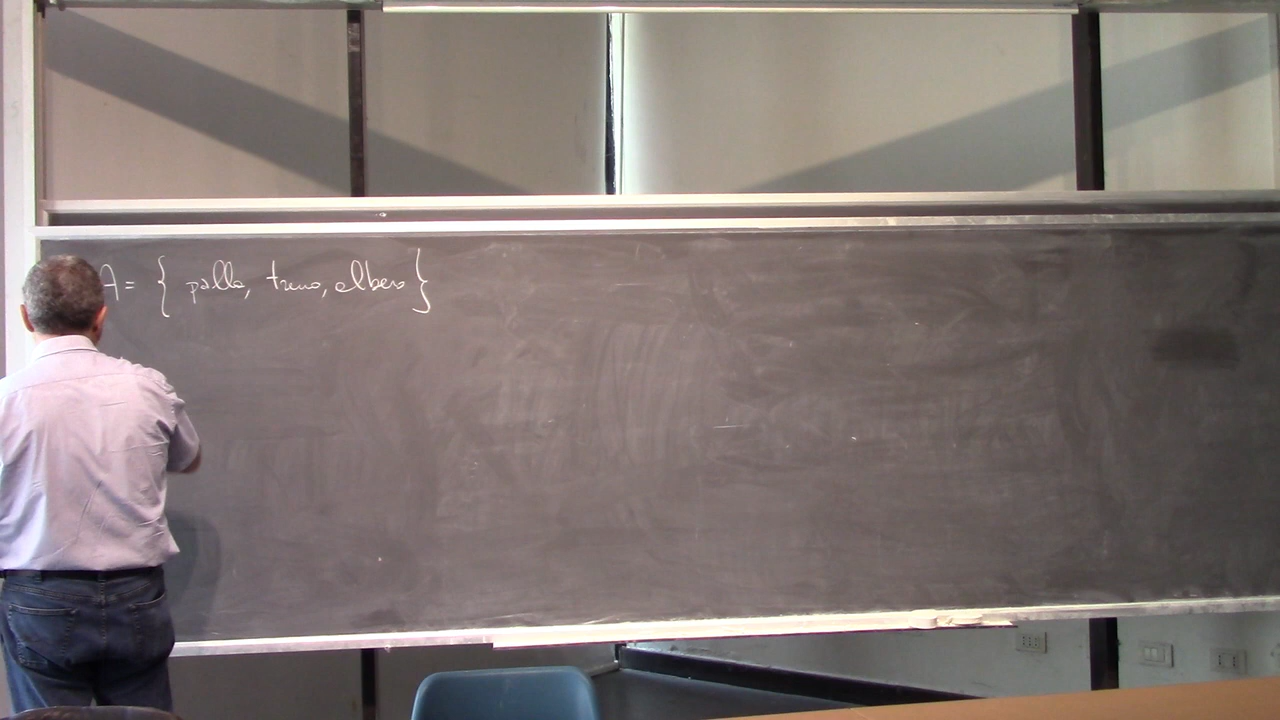 A = { palla, treno, albero }